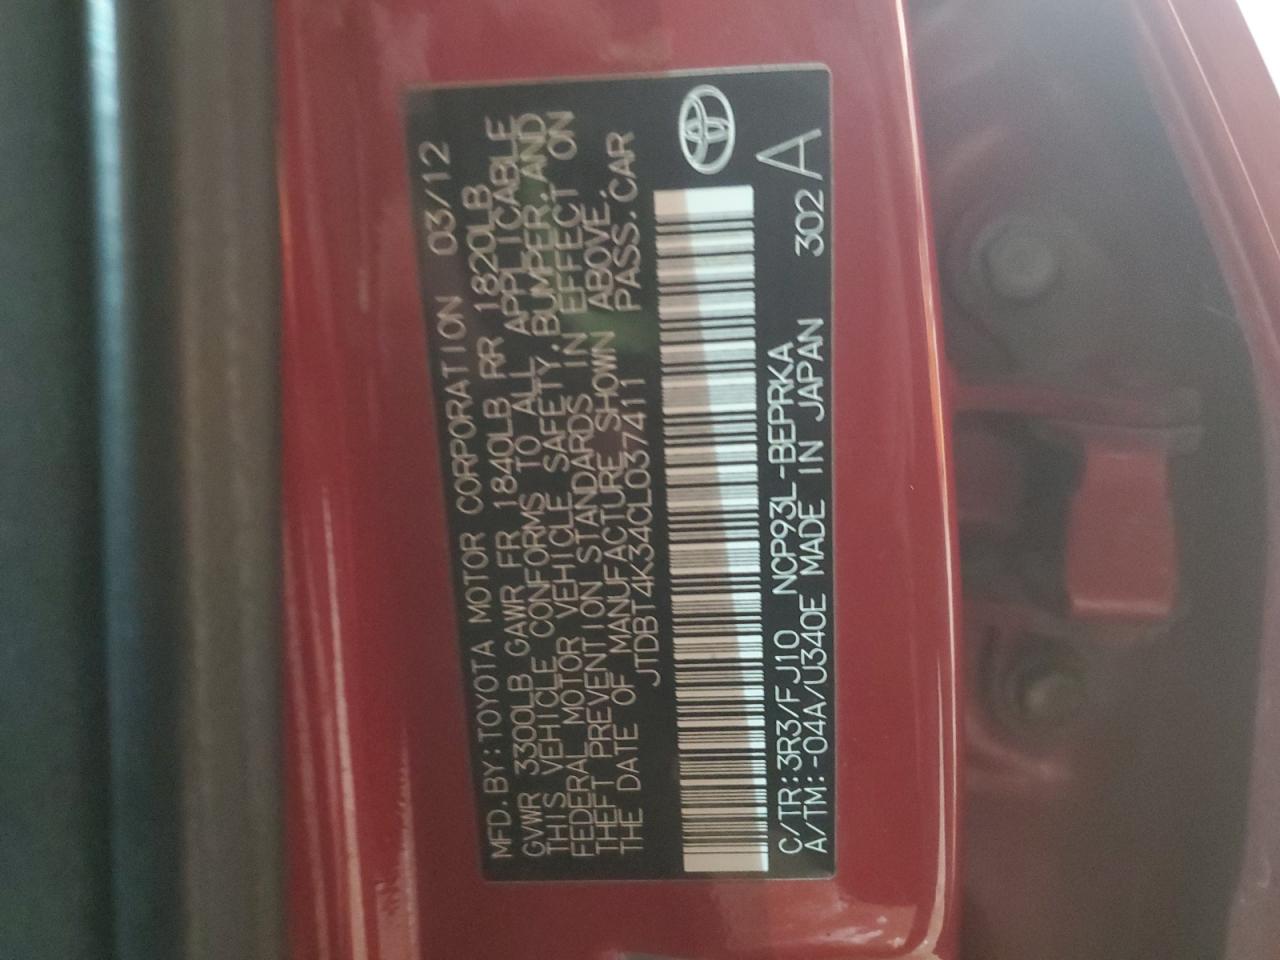 MFD.BY:TOYOTA MOTOR CORPORATION 03/12
GVWR 3300LB GAWR FR 1840LB RR 1820LB
THIS VEHICLE CONFORMS TO ALL APPLICABLE
FEDERAL MOTOR VEHICLE SAFETY,BUMPER,AND
THEFT PREVENTION STANDARDS IN EFFECT ON
THE DATE OF MANUFACTURE SHOWN ABOVE.
JTDBT4K34CL037411 PASS.CAR
C/TR:3R3/FJ10 NCP93L-BEPRKA
A/TM:-04A/U340E MADE IN JAPAN 302 A